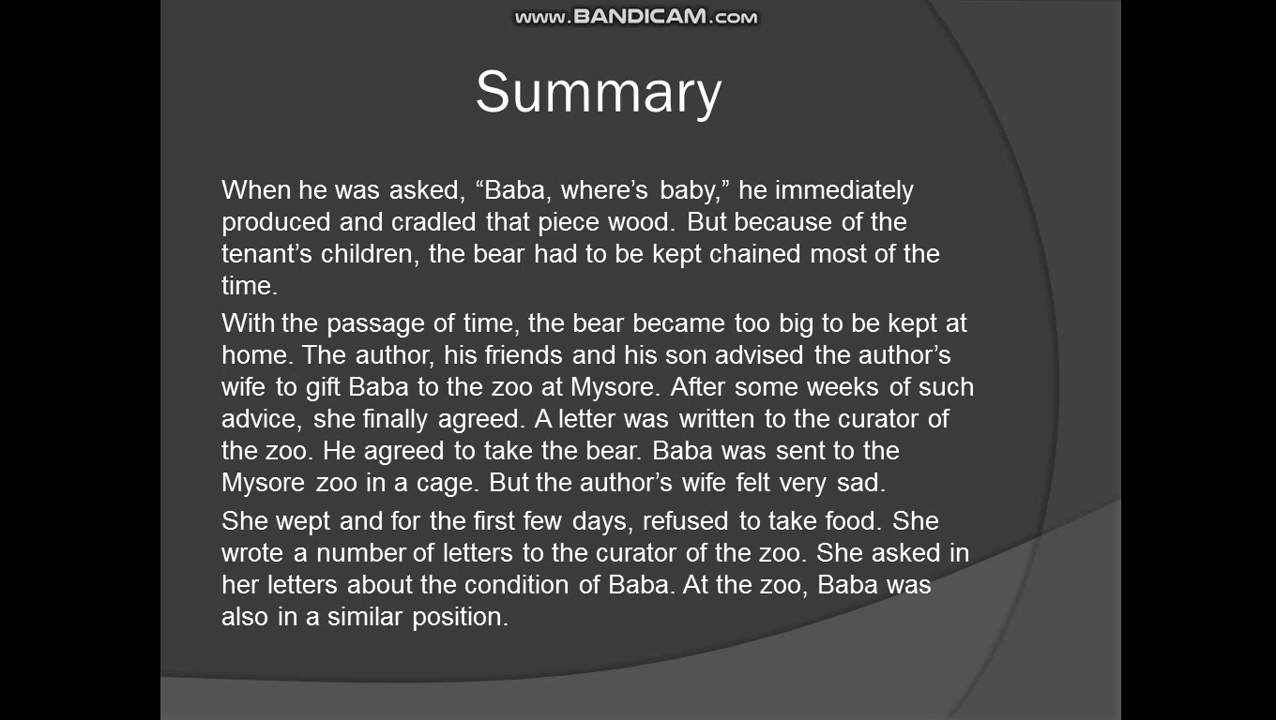 www.BANDICAM.com
Summary
When he was asked, “Baba, where’s baby,” he immediately
produced and cradled that piece wood. But because of the
tenant’s children, the bear had to be kept chained most of the
time.
With the passage of time, the bear became too big to be kept at
home. The author, his friends and his son advised the author’s
wife to gift Baba to the zoo at Mysore. After some weeks of such
advice, she finally agreed. A letter was written to the curator of
the zoo. He agreed to take the bear. Baba was sent to the
Mysore zoo in a cage. But the author’s wife felt very sad.
She wept and for the first few days, refused to take food. She
wrote a number of letters to the curator of the zoo. She asked in
her letters about the condition of Baba. At the zoo, Baba was
also in a similar position.